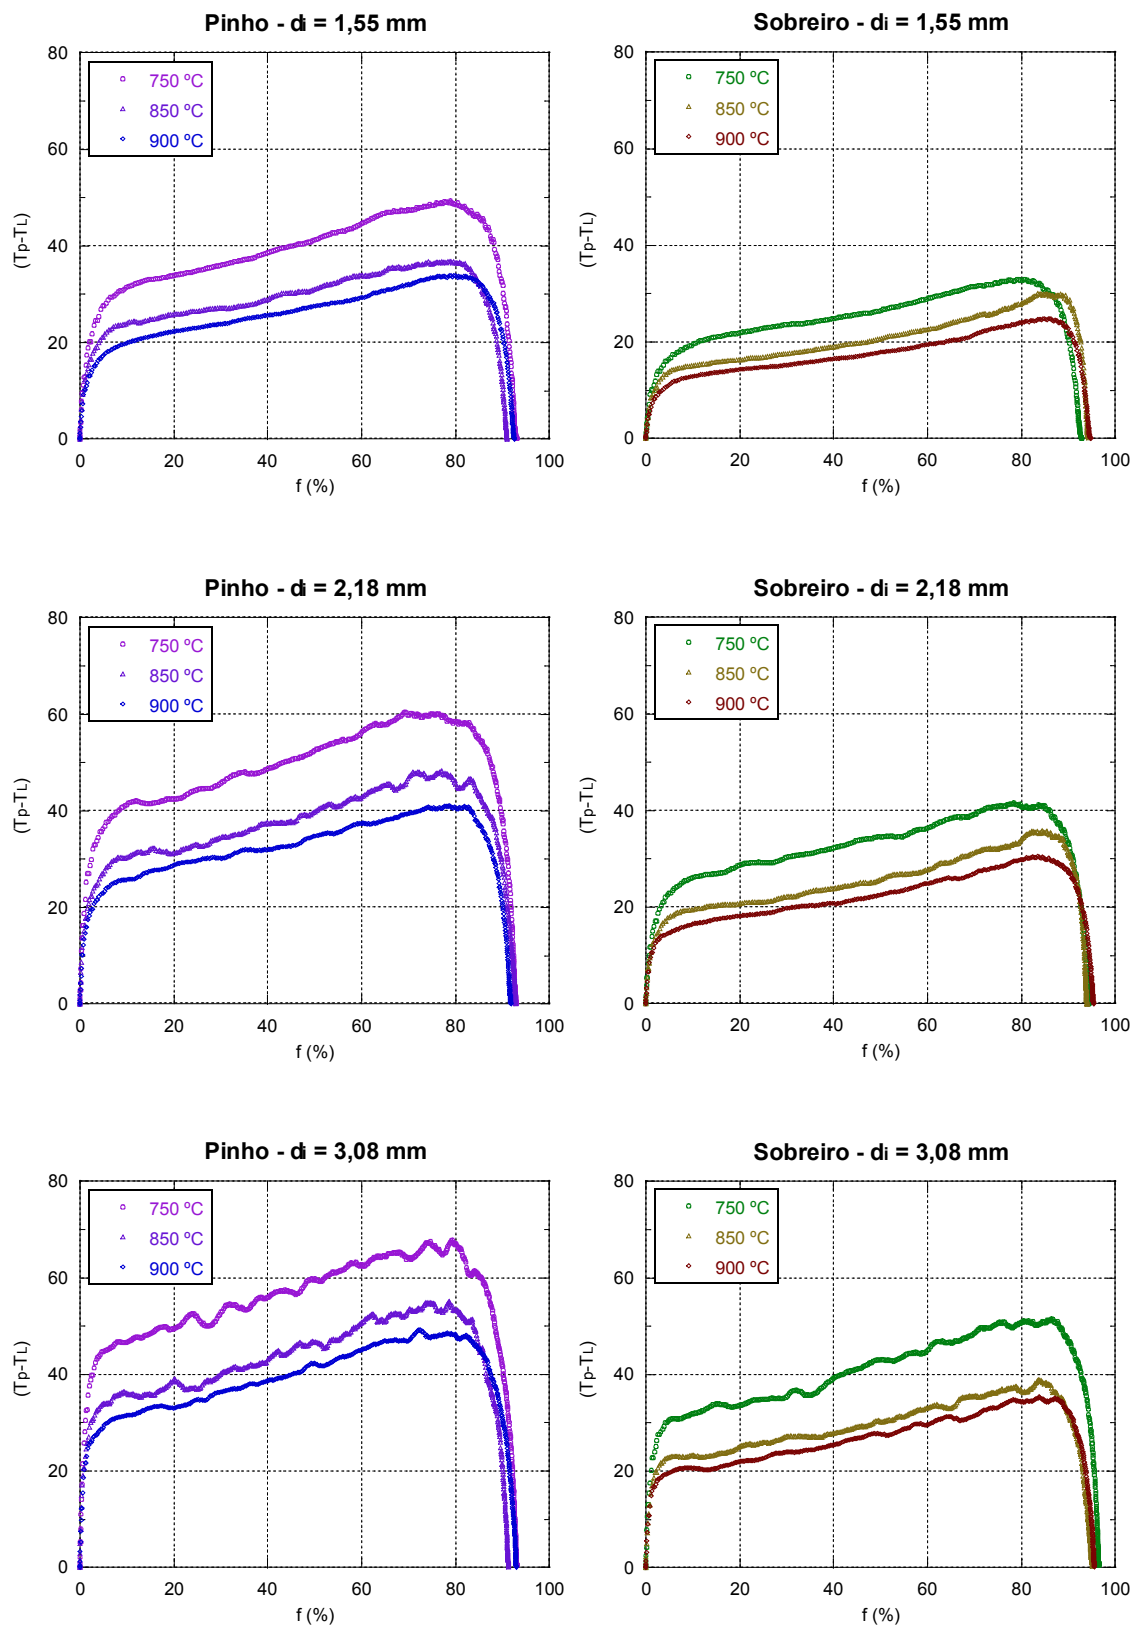 Pinho - di = 1,55 mm
80
60
40
20
0
0 20 40 60 80 100
(Tp-TL)
f (%)
750 ºC
850 ºC
900 ºC
Sobreiro - di = 1,55 mm
80
60
40
20
0
0 20 40 60 80 100
(Tp-TL)
f (%)
750 ºC
850 ºC
900 ºC
Pinho - di = 2,18 mm
80
60
40
20
0
0 20 40 60 80 100
(Tp-TL)
f (%)
750 ºC
850 ºC
900 ºC
Sobreiro - di = 2,18 mm
80
60
40
20
0
0 20 40 60 80 100
(Tp-TL)
f (%)
750 ºC
850 ºC
900 ºC
Pinho - di = 3,08 mm
80
60
40
20
0
0 20 40 60 80 100
(Tp-TL)
f (%)
750 ºC
850 ºC
900 ºC
Sobreiro - di = 3,08 mm
80
60
40
20
0
0 20 40 60 80 100
(Tp-TL)
f (%)
750 ºC
850 ºC
900 ºC